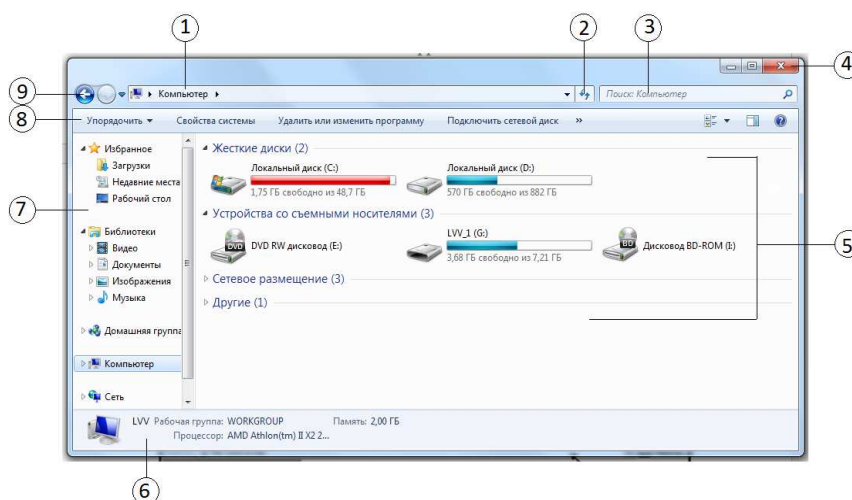 1
2
3
4
9
Компьютер
Поиск: Компьютер
8
Упорядочить
Свойства системы
Удалить или изменить программу
Подключить сетевой диск
»
7
Избранное
Загрузки
Недавние места
Рабочий стол
Библиотеки
Видео
Документы
Изображения
Музыка
Домашняя группа
Компьютер
Сеть
Жесткие диски (2)
Локальный диск (C:)
1,75 ГБ свободно из 48,7 ГБ
Локальный диск (D:)
570 ГБ свободно из 882 ГБ
Устройства со съемными носителями (3)
DVD
DVD RW дисковод (E:)
LVV_1 (G:)
3,68 ГБ свободно из 7,21 ГБ
BD
Дисковод BD-ROM (I:)
Сетевое размещение (3)
Другие (1)
5
LVV Рабочая группа: WORKGROUP Память: 2,00 ГБ
Процессор: AMD Athlon(tm) II X2 2...
6